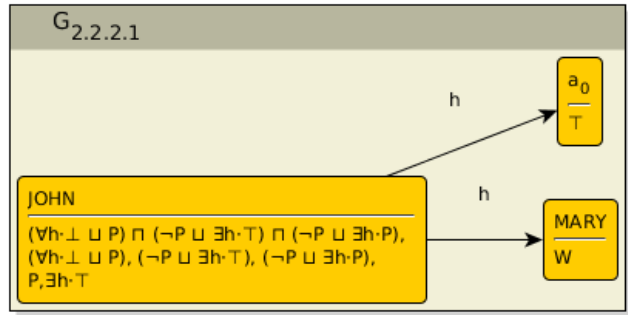 G2.2.2.1
h
a0
⊤
h
JOHN
(∀h·⊥ ⊔ P) ⊓ (¬P ⊔ ∃h·⊤) ⊓ (¬P ⊔ ∃h·P),
(∀h·⊥ ⊔ P), (¬P ⊔ ∃h·⊤), (¬P ⊔ ∃h·P),
P,∃h·⊤
MARY
W